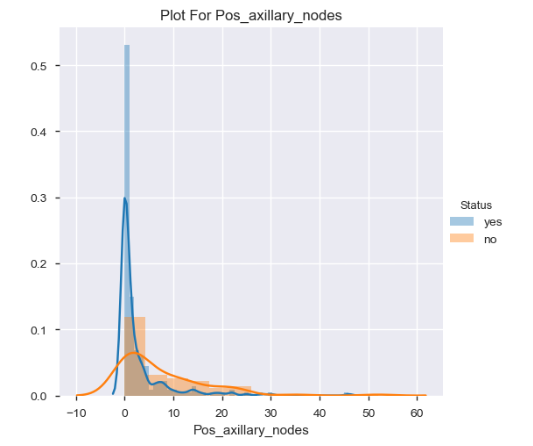 Plot For Pos_axillary_nodes
0.5
0.4
0.3
0.2
0.1
0.0
−10 0 10 20 30 40 50 60
Pos_axillary_nodes
Status
yes
no